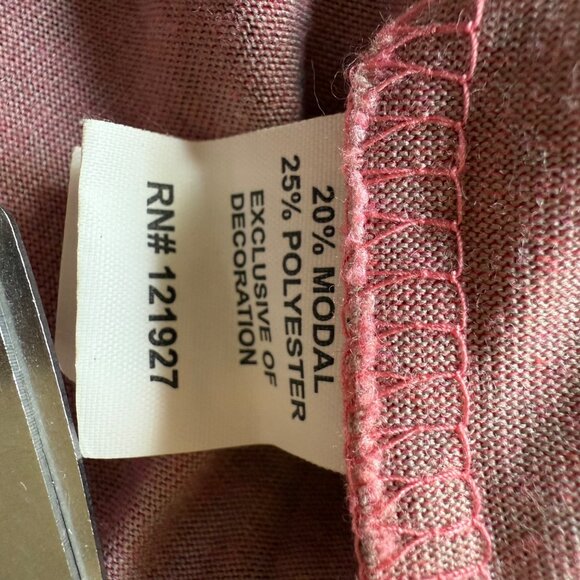 20% MODAL
25% POLYESTER
EXCLUSIVE OF
DECORATION
RN# 121927